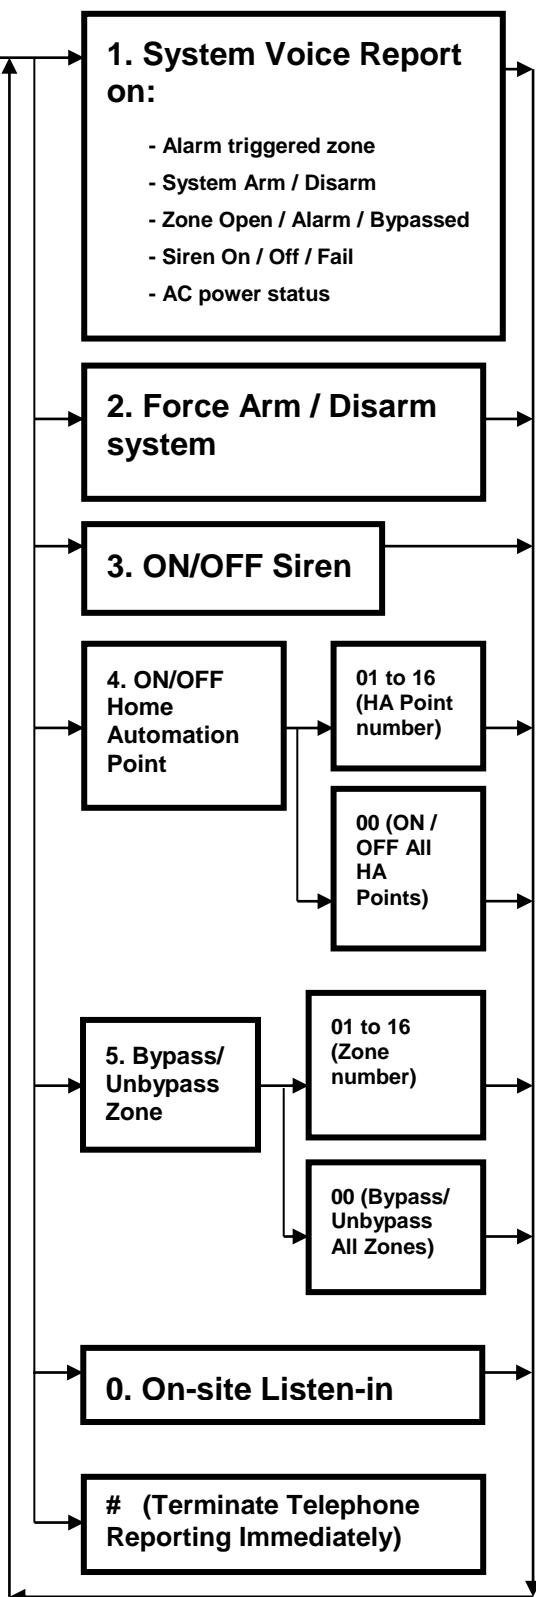 1. System Voice Report
on:
- Alarm triggered zone
- System Arm / Disarm
- Zone Open / Alarm / Bypassed
- Siren On / Off / Fail
- AC power status
2. Force Arm / Disarm
system
3. ON/OFF Siren
4. ON/OFF
Home
Automation
Point
01 to 16
(HA Point
number)
00 (ON /
OFF All
HA
Points)
5. Bypass/
Unbypass
Zone
01 to 16
(Zone
number)
00 (Bypass/
Unbypass
All Zones)
0. On-site Listen-in
# (Terminate Telephone
Reporting Immediately)